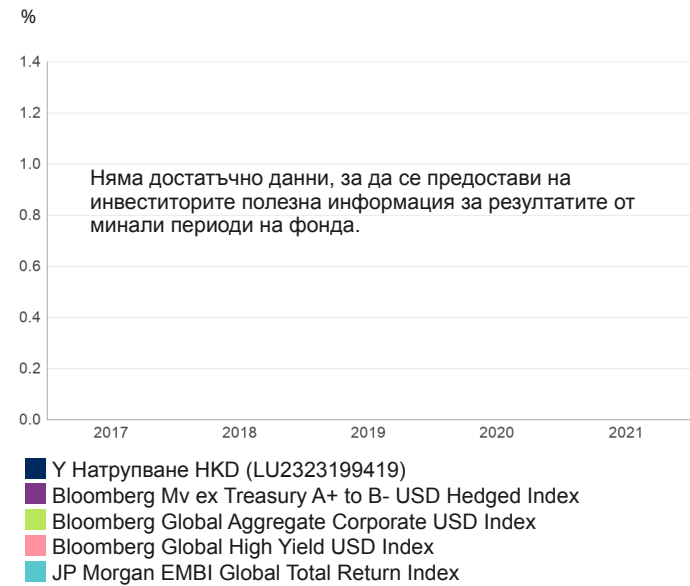 %
1.4
1.2
1.0
Няма достатъчно данни, за да се предостави на
инвеститорите полезна информация за резултатите от
минали периоди на фонда.
0.8
0.6
0.4
0.2
0.0
2017 2018 2019 2020 2021
Y Натрупване HKD (LU2323199419)
Bloomberg Mv ex Treasury A+ to B- USD Hedged Index
Bloomberg Global Aggregate Corporate USD Index
Bloomberg Global High Yield USD Index
JP Morgan EMBI Global Total Return Index